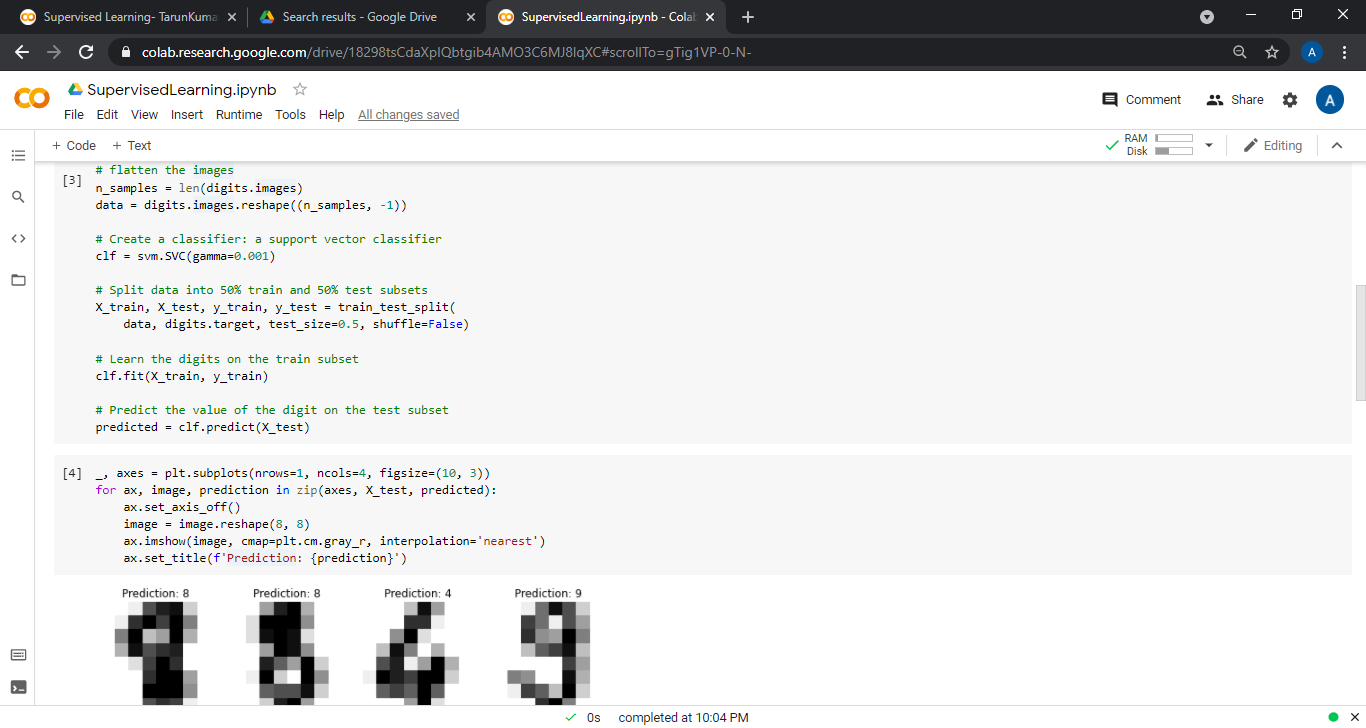 Supervised Learning- TarunKuma
Search results - Google Drive
SupervisedLearning.ipynb - Colab
colab.research.google.com/drive/18298tsCdaXplQbtgib4AMO3C6MJ8lqXC#scrollTo=gTig1VP-0-N-
A
SupervisedLearning.ipynb
File Edit View Insert Runtime Tools Help All changes saved
Comment Share A
+ Code + Text
RAM
Disk
Editing
[3]
# flatten the images
n_samples = len(digits.images)
data = digits.images.reshape((n_samples, -1))
# Create a classifier: a support vector classifier
clf = svm.SVC(gamma=0.001)
# Split data into 50% train and 50% test subsets
X_train, X_test, y_train, y_test = train_test_split(
    data, digits.target, test_size=0.5, shuffle=False)
# Learn the digits on the train subset
clf.fit(X_train, y_train)
# Predict the value of the digit on the test subset
predicted = clf.predict(X_test)
[4] _, axes = plt.subplots(nrows=1, ncols=4, figsize=(10, 3))
for ax, image, prediction in zip(axes, X_test, predicted):
    ax.set_axis_off()
    image = image.reshape(8, 8)
    ax.imshow(image, cmap=plt.cm.gray_r, interpolation='nearest')
    ax.set_title(f'Prediction: {prediction}')
Prediction: 8 Prediction: 8 Prediction: 4 Prediction: 9
0s completed at 10:04 PM